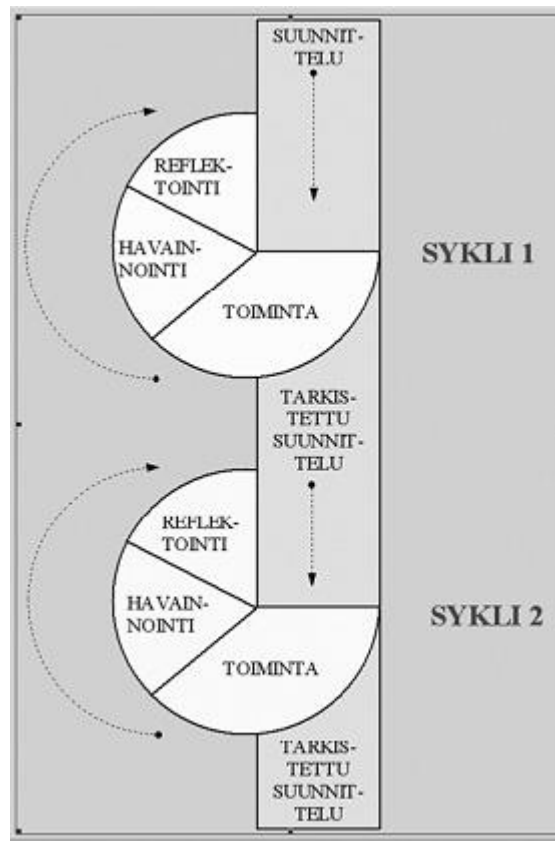 SUUNNIT-
TELU
REFLEK-
TOINTI
HAVAIN-
NOINTI
TOIMINTA
SYKLI 1
TARKIS-
TETTU
SUUNNIT-
TELU
REFLEK-
TOINTI
HAVAIN-
NOINTI
TOIMINTA
SYKLI 2
TARKIS-
TETTU
SUUNNIT-
TELU